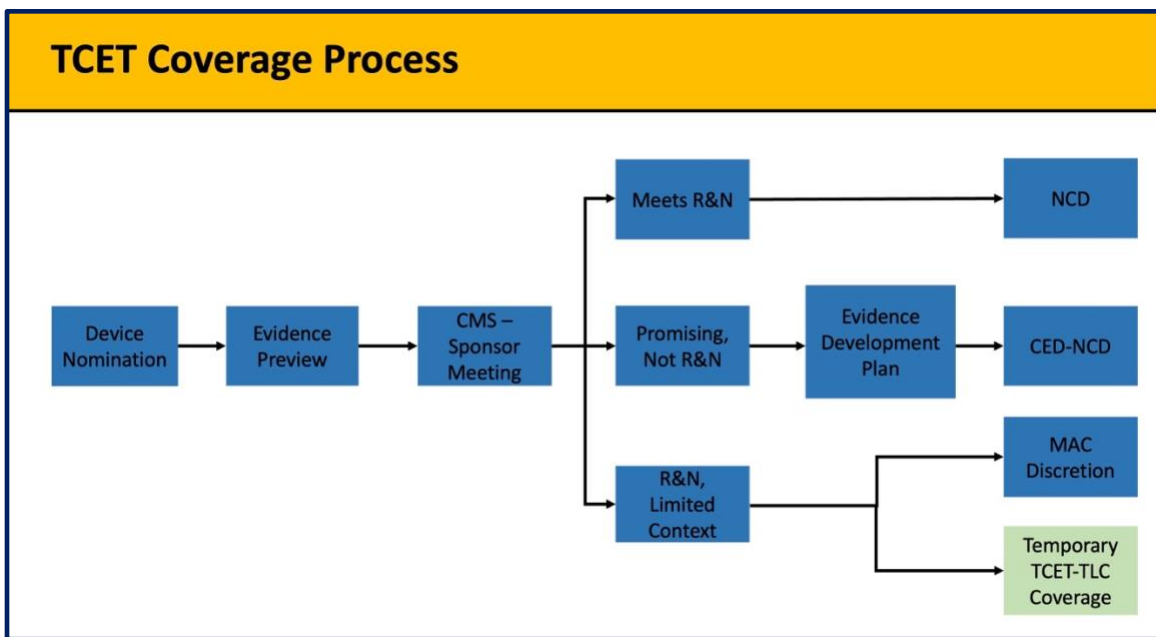 TCET Coverage Process
Meets R&N
NCD
Device
Nomination
Evidence
Preview
CMS –
Sponsor
Meeting
Promising,
Not R&N
Evidence
Development
Plan
CED-NCD
R&N,
Limited
Context
MAC
Discretion
Temporary
TCET-TLC
Coverage